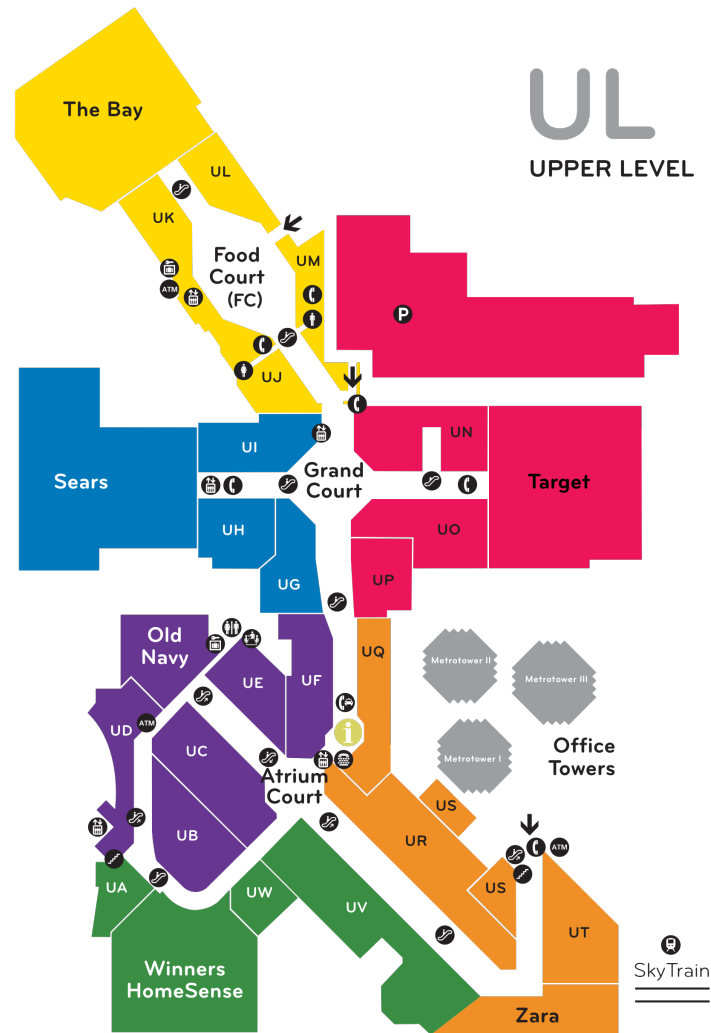 UL
UPPER LEVEL
The Bay
UL
UK
Food
Court
(FC)
UM
ATM
P
UJ
UI
UN
Grand
Court
Sears
Target
UH
UO
UG
UP
Old
Navy
UF
UQ
Metrotower II
Metrotower III
UE
UD
ATM
UC
i
Metrotower I
Office
Towers
Atrium
Court
US
UB
UR
ATM
UA
US
UW
UV
UT
Winners
HomeSense
SkyTrain
Zara